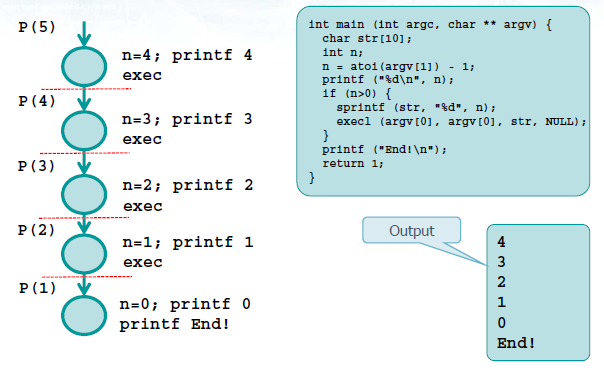 P(5)
n=4; printf 4
exec
P(4)
n=3; printf 3
exec
P(3)
n=2; printf 2
exec
P(2)
n=1; printf 1
exec
P(1)
n=0; printf 0
printf End!
int main (int argc, char ** argv) {
char str[10];
int n;
n = atoi(argv[1]) - 1;
printf ("%d\n", n);
if (n>0) {
sprintf (str, "%d", n);
execl (argv[0], argv[0], str, NULL);
}
printf ("End!\n");
return 1;
}
Output
4
3
2
1
0
End!